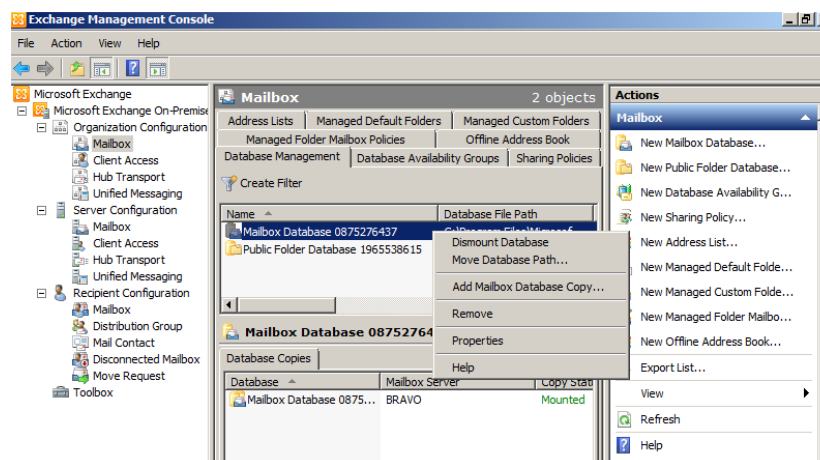 Exchange Management Console
File Action View Help
Microsoft Exchange
Microsoft Exchange On-Premise
Organization Configuration
Mailbox
Client Access
Hub Transport
Unified Messaging
Server Configuration
Mailbox
Client Access
Hub Transport
Unified Messaging
Recipient Configuration
Mailbox
Distribution Group
Mail Contact
Disconnected Mailbox
Move Request
Toolbox
Mailbox 2 objects
Address Lists Managed Default Folders Managed Custom Folders
Managed Folder Mailbox Policies Offline Address Book
Database Management Database Availability Groups Sharing Policies
Create Filter
Name Database File Path
Mailbox Database 0875276437
Public Folder Database 1965538615
Dismount Database
Move Database Path...
Add Mailbox Database Copy...
Remove
Properties
Help
Mailbox Database 08752764
Database Copies
Database Mailbox Server Copy Stat
Mailbox Database 0875... BRAVO Mounted
Actions
Mailbox
New Mailbox Database...
New Public Folder Database...
New Database Availability G...
New Sharing Policy...
New Address List...
New Managed Default Folde...
New Managed Custom Folde...
New Managed Folder Mailbo...
New Offline Address Book...
Export List...
View
Refresh
Help